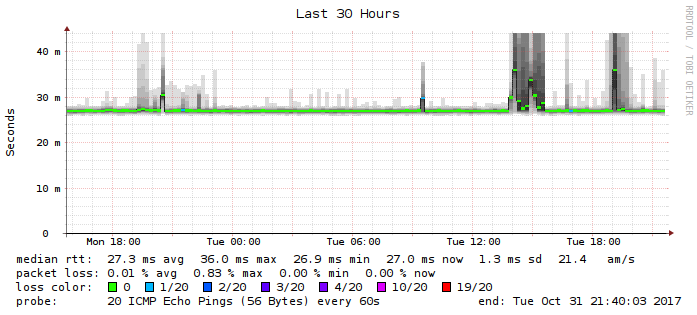 Last 30 Hours
RRDTOOL / TOBI OETIKER
Seconds
40 m
30 m
20 m
10 m
0
Mon 18:00 Tue 00:00 Tue 06:00 Tue 12:00 Tue 18:00
median rtt: 27.3 ms avg 36.0 ms max 26.9 ms min 27.0 ms now 1.3 ms sd 21.4 am/s
packet loss: 0.01 % avg 0.83 % max 0.00 % min 0.00 % now
loss color: 0 1/20 2/20 3/20 4/20 10/20 19/20
probe: 20 ICMP Echo Pings (56 Bytes) every 60s end: Tue Oct 31 21:40:03 2017